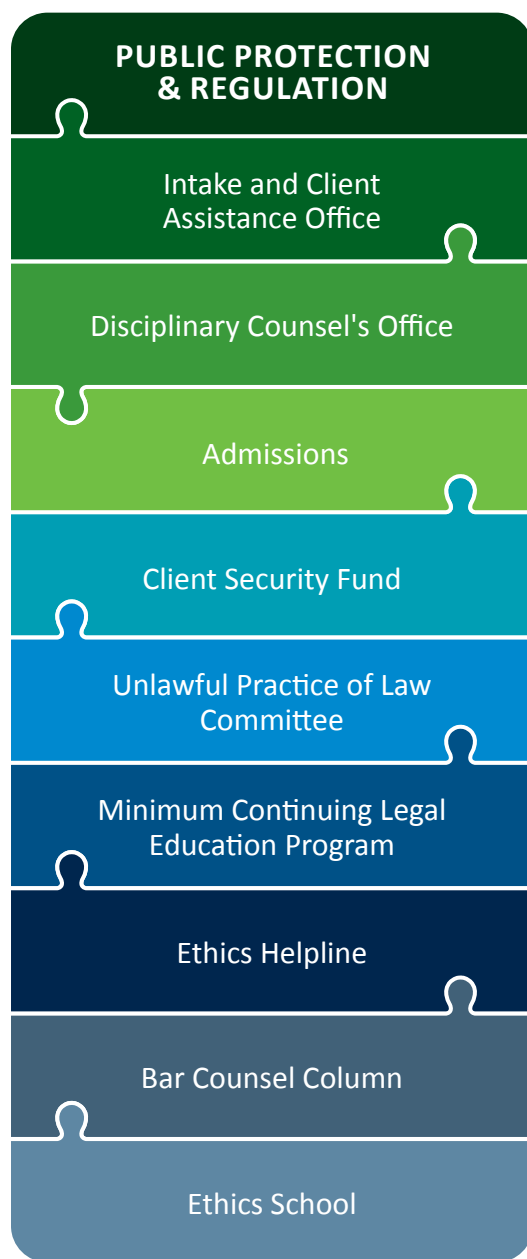 PUBLIC PROTECTION
& REGULATION
Intake and Client
Assistance Office
Disciplinary Counsel's Office
Admissions
Client Security Fund
Unlawful Practice of Law
Committee
Minimum Continuing Legal
Education Program
Ethics Helpline
Bar Counsel Column
Ethics School